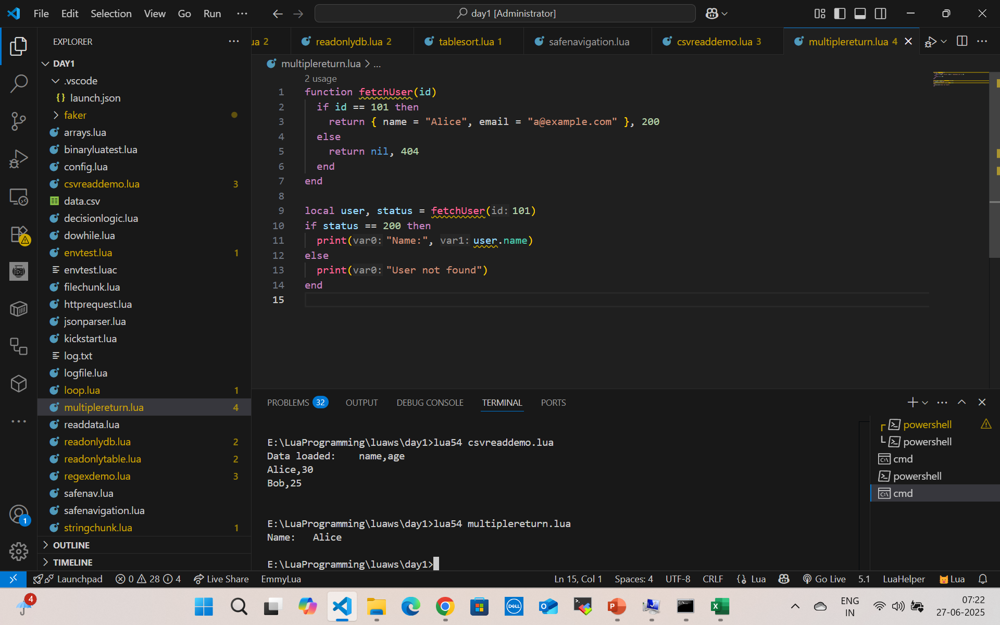 File Edit Selection View Go Run ...
day1 [Administrator]
EXPLORER
DAY1
.vscode
{} launch.json
faker
arrays.lua
binaryluatest.lua
config.lua
csvreaddemo.lua 3
data.csv
decisionlogic.lua
dowhile.lua
envtest.lua 1
envtest.luac
filechunk.lua
httprequest.lua
jsonparser.lua
kickstart.lua
log.txt
logfile.lua
loop.lua 1
multiplereturn.lua 4
readdata.lua
readonlydb.lua 2
readonlytable.lua 2
regexdemo.lua 3
safenav.lua
safenavigation.lua
stringchunk.lua 1
OUTLINE
TIMELINE
1
ua 2 readonlydb.lua 2 tablesort.lua 1 safenavigation.lua csvreaddemo.lua 3 multiplereturn.lua 4
multiplereturn.lua > ...
2 usage
1 function fetchUser(id)
2 if id == 101 then
3 return { name = "Alice", email = "a@example.com" }, 200
4 else
5 return nil, 404
6 end
7 end
8
9 local user, status = fetchUser(id: 101)
10 if status == 200 then
11 print(var0: "Name:", var1: user.name)
12 else
13 print(var0: "User not found")
14 end
15
PROBLEMS 32 OUTPUT DEBUG CONSOLE TERMINAL PORTS
E:\LuaProgramming\luaws\day1>lua54 csvreaddemo.lua
Data loaded: name,age
Alice,30
Bob,25
E:\LuaProgramming\luaws\day1>lua54 multiplereturn.lua
Name: Alice
E:\LuaProgramming\luaws\day1>
powershell
powershell
cmd
powershell
cmd
Launchpad 0 28 4 Live Share EmmyLua Ln 15, Col 1 Spaces: 4 UTF-8 CRLF Lua Go Live 5.1 LuaHelper Lua
4
DELL
ENG
IN
07:22
27-06-2025